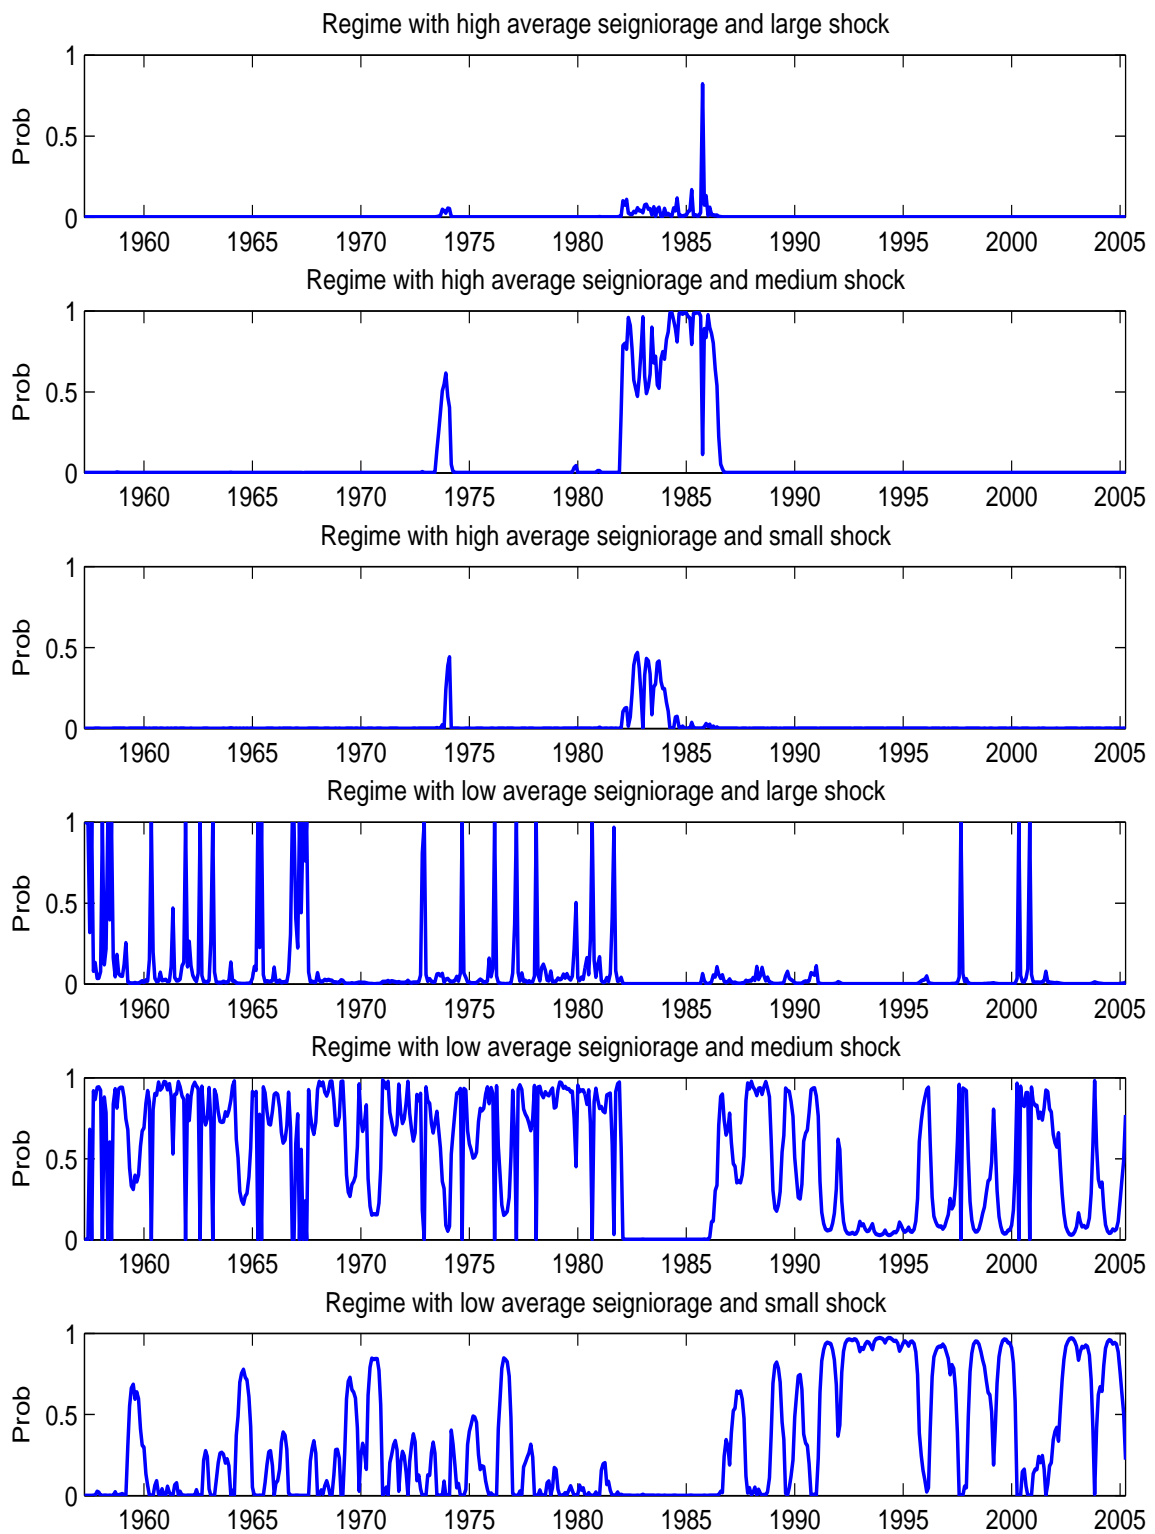 Regime with high average seigniorage and large shock
1
0.5
0
Prob
1960 1965 1970 1975 1980 1985 1990 1995 2000 2005
Regime with high average seigniorage and medium shock
1
0.5
0
Prob
1960 1965 1970 1975 1980 1985 1990 1995 2000 2005
Regime with high average seigniorage and small shock
1
0.5
0
Prob
1960 1965 1970 1975 1980 1985 1990 1995 2000 2005
Regime with low average seigniorage and large shock
1
0.5
0
Prob
1960 1965 1970 1975 1980 1985 1990 1995 2000 2005
Regime with low average seigniorage and medium shock
1
0.5
0
Prob
1960 1965 1970 1975 1980 1985 1990 1995 2000 2005
Regime with low average seigniorage and small shock
1
0.5
0
Prob
1960 1965 1970 1975 1980 1985 1990 1995 2000 2005